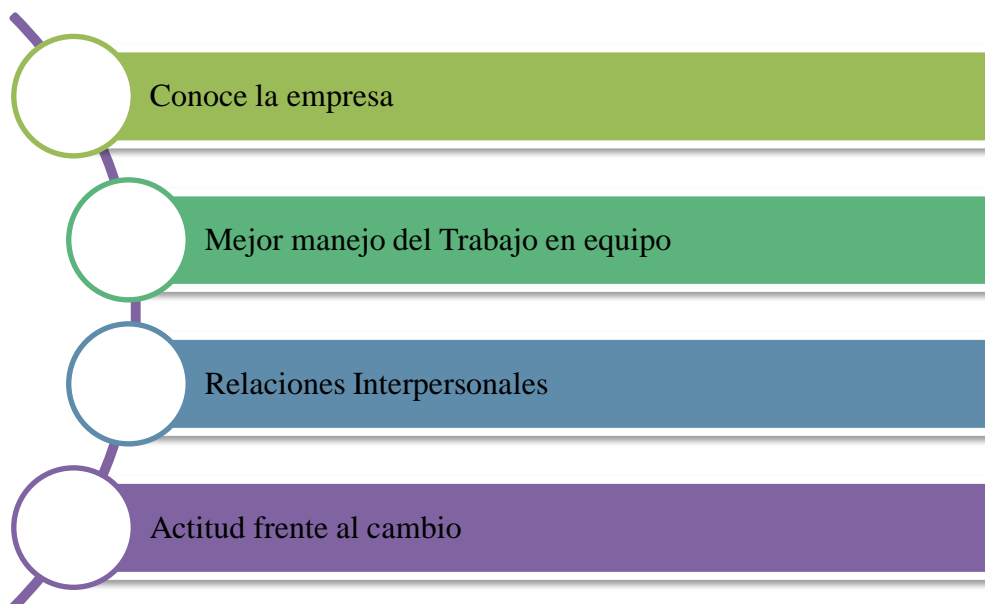 Conoce la empresa
Mejor manejo del Trabajo en equipo
Relaciones Interpersonales
Actitud frente al cambio